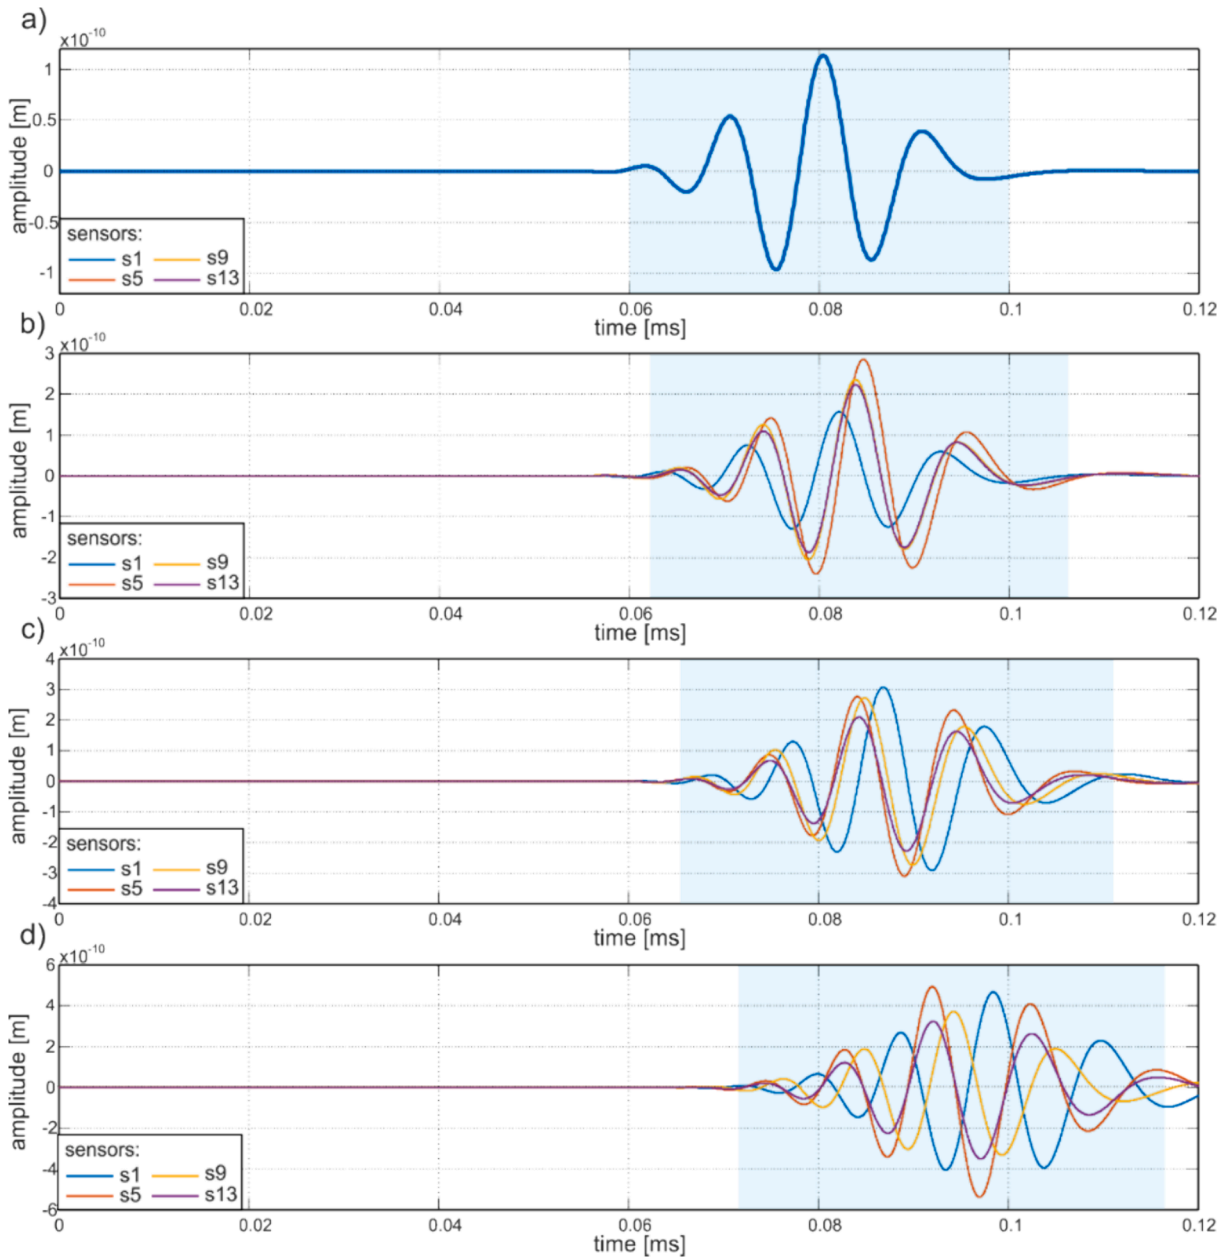 a)
x10⁻¹⁰
1
0.5
0
-0.5
-1
amplitude [m]
sensors:
s1 s9
s5 s13
0 0.02 0.04 0.06 0.08 0.1 0.12
time [ms]
b)
x10⁻¹⁰
3
2
1
0
-1
-2
-3
amplitude [m]
sensors:
s1 s9
s5 s13
0 0.02 0.04 0.06 0.08 0.1 0.12
time [ms]
c)
x10⁻¹⁰
4
3
2
1
0
-1
-2
-3
-4
amplitude [m]
sensors:
s1 s9
s5 s13
0 0.02 0.04 0.06 0.08 0.1 0.12
time [ms]
d)
x10⁻¹⁰
6
4
2
0
-2
-4
-6
amplitude [m]
sensors:
s1 s9
s5 s13
0 0.02 0.04 0.06 0.08 0.1 0.12
time [ms]